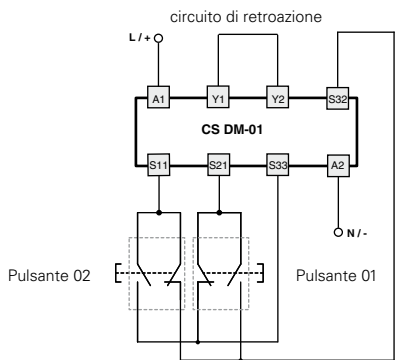 circuito di retroazione
L / +
A1 Y1 Y2 S32
CS DM-01
S11 S21 S33 A2
N / -
Pulsante 02 Pulsante 01